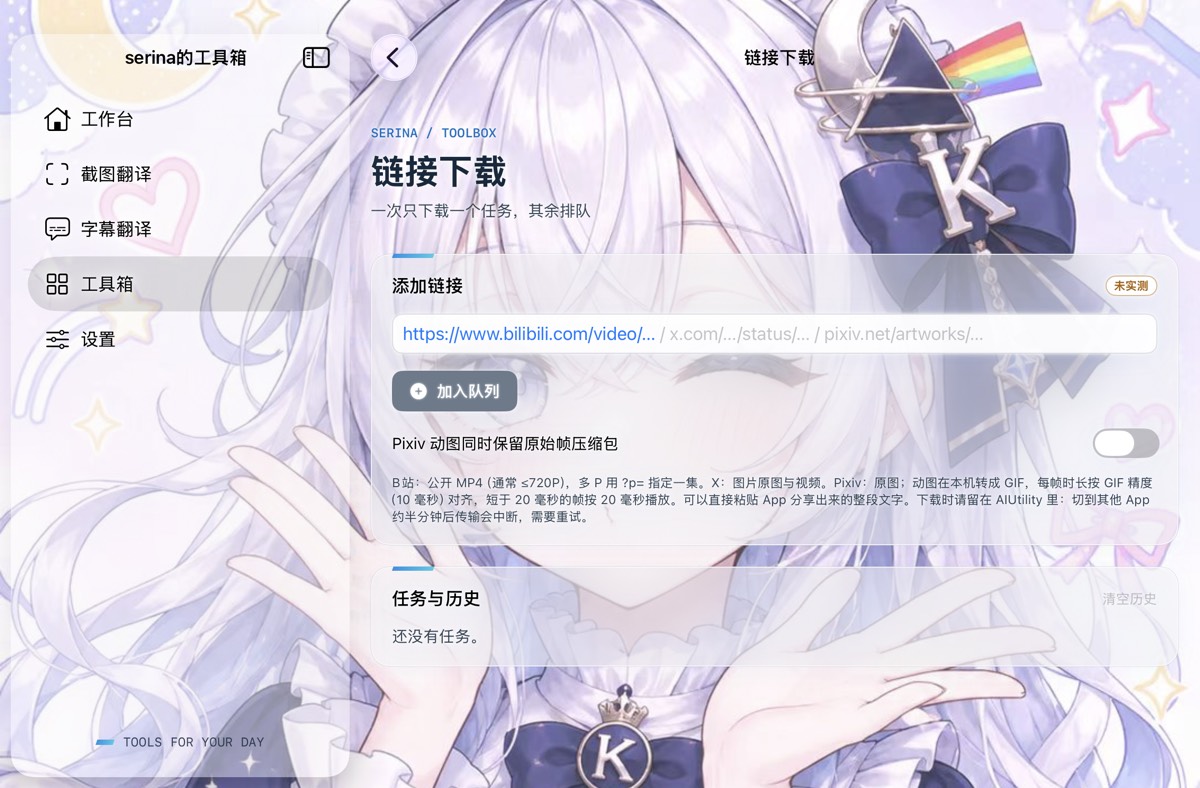 serina的工具箱
链接下载
工作台
截图翻译
字幕翻译
工具箱
设置
TOOLS FOR YOUR DAY
SERINA / TOOLBOX
链接下载
一次只下载一个任务，其余排队
添加链接
未实测
https://www.bilibili.com/video/... / x.com/.../status/... / pixiv.net/artworks/...
加入队列
Pixiv 动图同时保留原始帧压缩包
B站：公开 MP4 (通常 ≤720P)，多 P 用 ?p= 指定一集。X：图片原图与视频。Pixiv：原图；动图在本机转成 GIF，每帧时长按 GIF 精度
(10 毫秒) 对齐，短于 20 毫秒的帧按 20 毫秒播放。可以直接粘贴 App 分享出来的整段文字。下载时请留在 AIUtility 里：切到其他 App
约半分钟后传输会中断，需要重试。
任务与历史
清空历史
还没有任务。
K
K